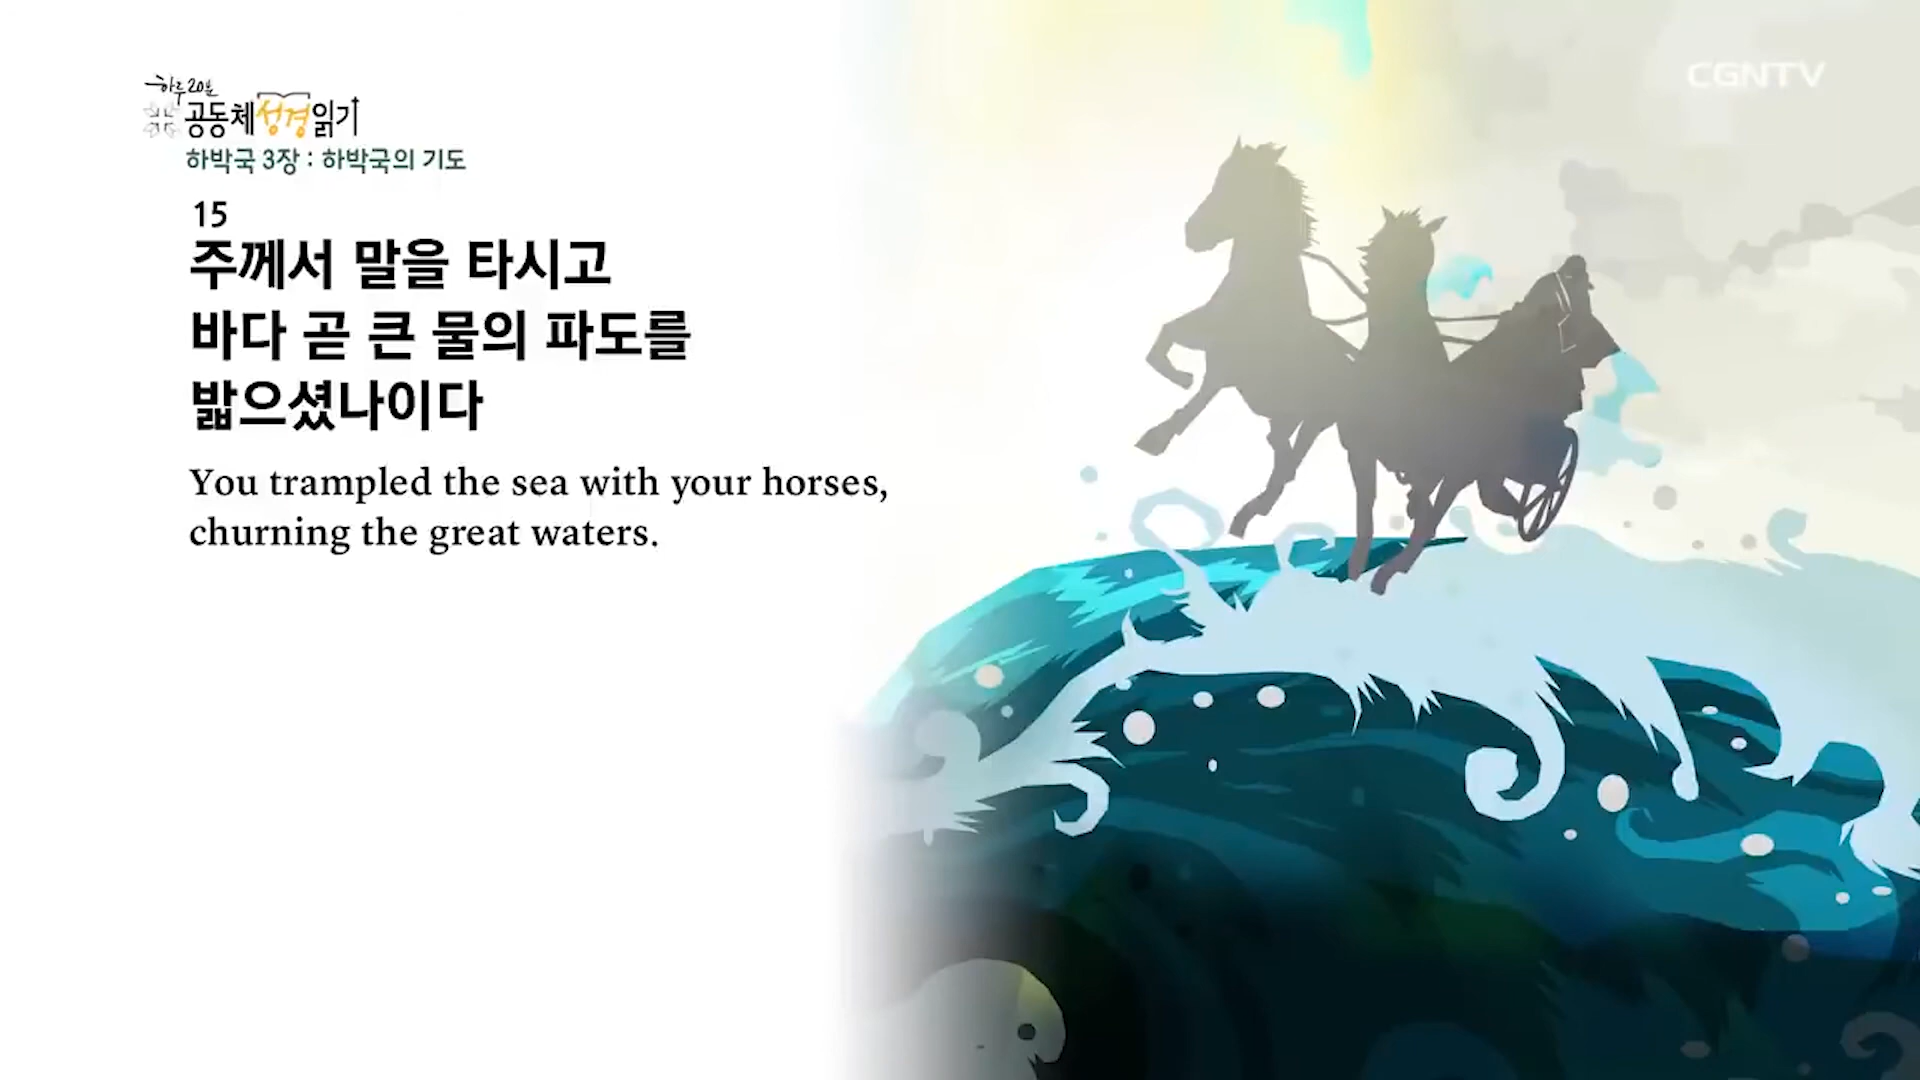 하루 20분
공동체성경읽기
CGNTV
하박국 3장 : 하박국의 기도
15
주께서 말을 타시고
바다 곧 큰 물의 파도를
밟으셨나이다
You trampled the sea with your horses,
churning the great waters.